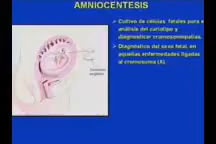 AMNIOCENTESIS
Cultivo de células fetales para el
análisis del cariotipo y
diagnosticar cromosomopatías.
Diagnóstico del sexo fetal, en
aquellas enfermedades ligadas
al cromosoma (X).